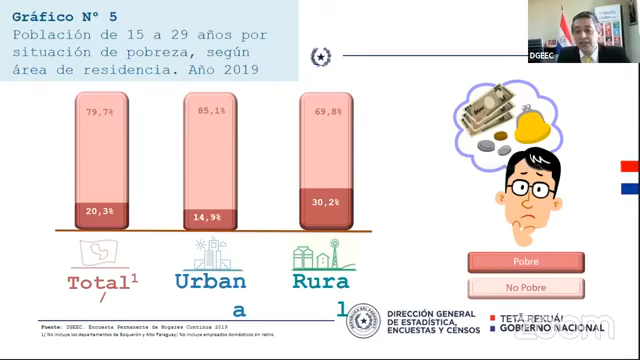 Gráfico Nº 5
Población de 15 a 29 años por
situación de pobreza, según
área de residencia. Año 2019
DGEEC
79,7%
85,1%
69,8%
20,3%
14,9%
30,2%
Total¹
/
Urban
a
Rura
l
Pobre
No Pobre
Fuente: DGEEC. Encuesta Permanente de Hogares Continua 2019
1/ No incluye los departamentos de Boquerón y Alto Paraguay/ No incluye empleados domésticos sin retiro
DIRECCIÓN GENERAL
DE ESTADÍSTICA,
ENCUESTAS Y CENSOS
TETÃ REKUÁI
GOBIERNO NACIONAL
zoom